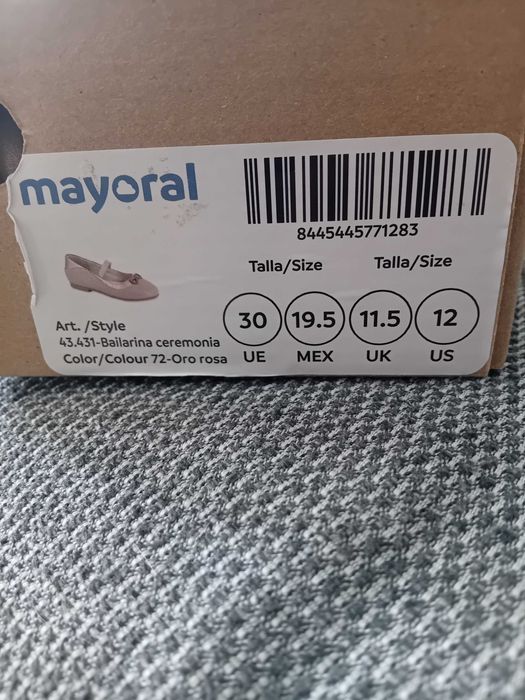 mayoral
8445445771283
Talla/Size Talla/Size
30 19.5 11.5 12
UE MEX UK US
Art. /Style
43.431-Bailarina ceremonia
Color/Colour 72-Oro rosa